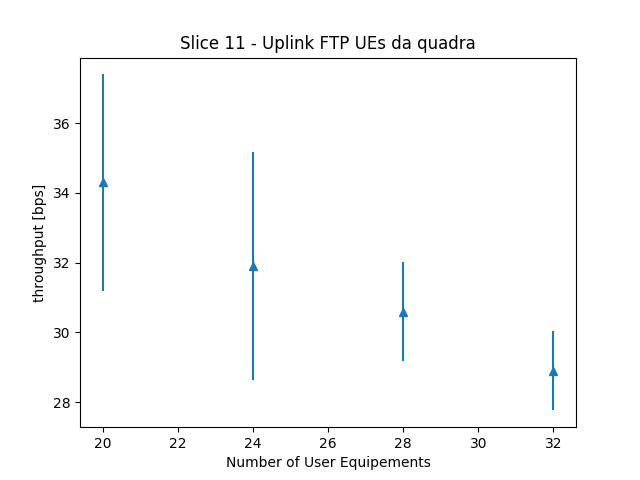 Slice 11 - Uplink FTP UEs da quadra
36
34
32
30
28
throughput [bps]
20 22 24 26 28 30 32
Number of User Equipements